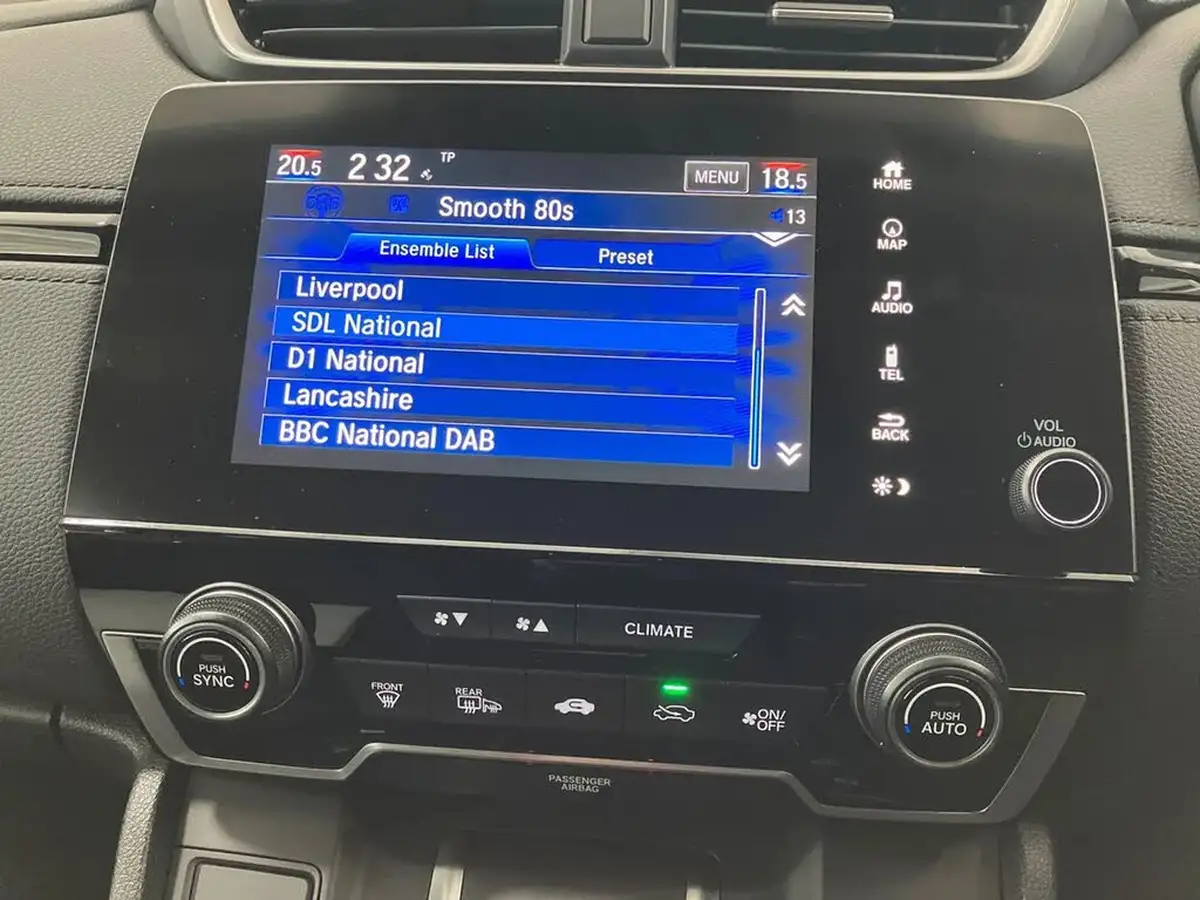 20.5 2 32 TP MENU 18.5
DAB Smooth 80s 13
Ensemble List Preset
Liverpool
SDL National
D1 National
Lancashire
BBC National DAB
HOME
MAP
AUDIO
TEL
BACK
VOL
AUDIO
CLIMATE
PUSH
SYNC
FRONT
REAR
ON/
OFF
PUSH
AUTO
PASSENGER
AIRBAG